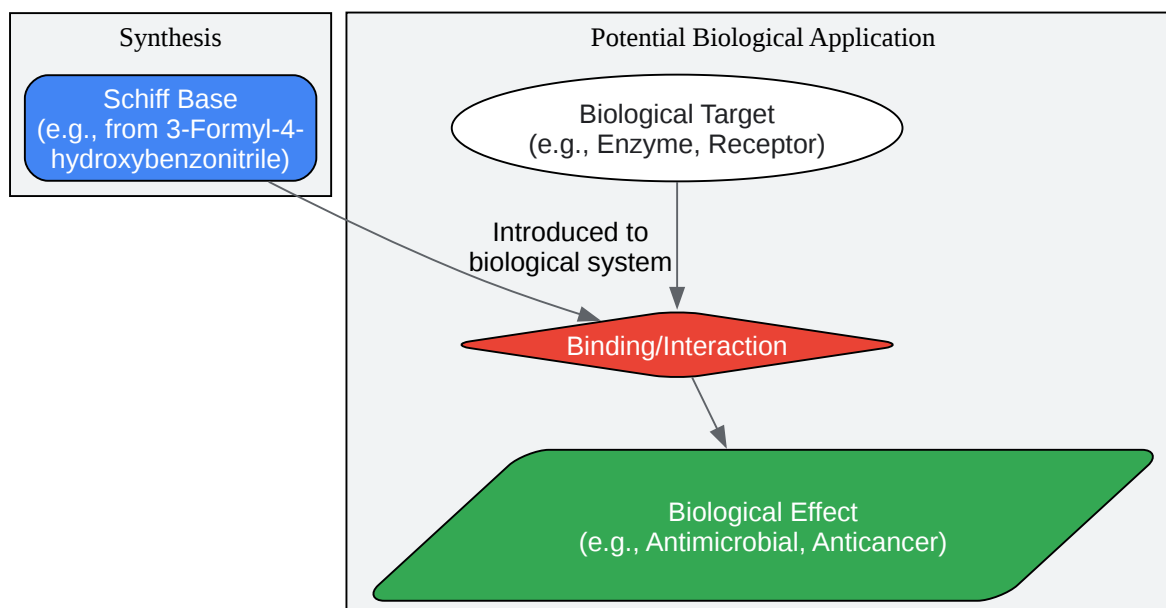 Synthesis
Schiff Base
(e.g., from 3-Formyl-4-
hydroxybenzonitrile)
Potential Biological Application
Biological Target
(e.g., Enzyme, Receptor)
Introduced to
biological system
Binding/Interaction
Biological Effect
(e.g., Antimicrobial, Anticancer)